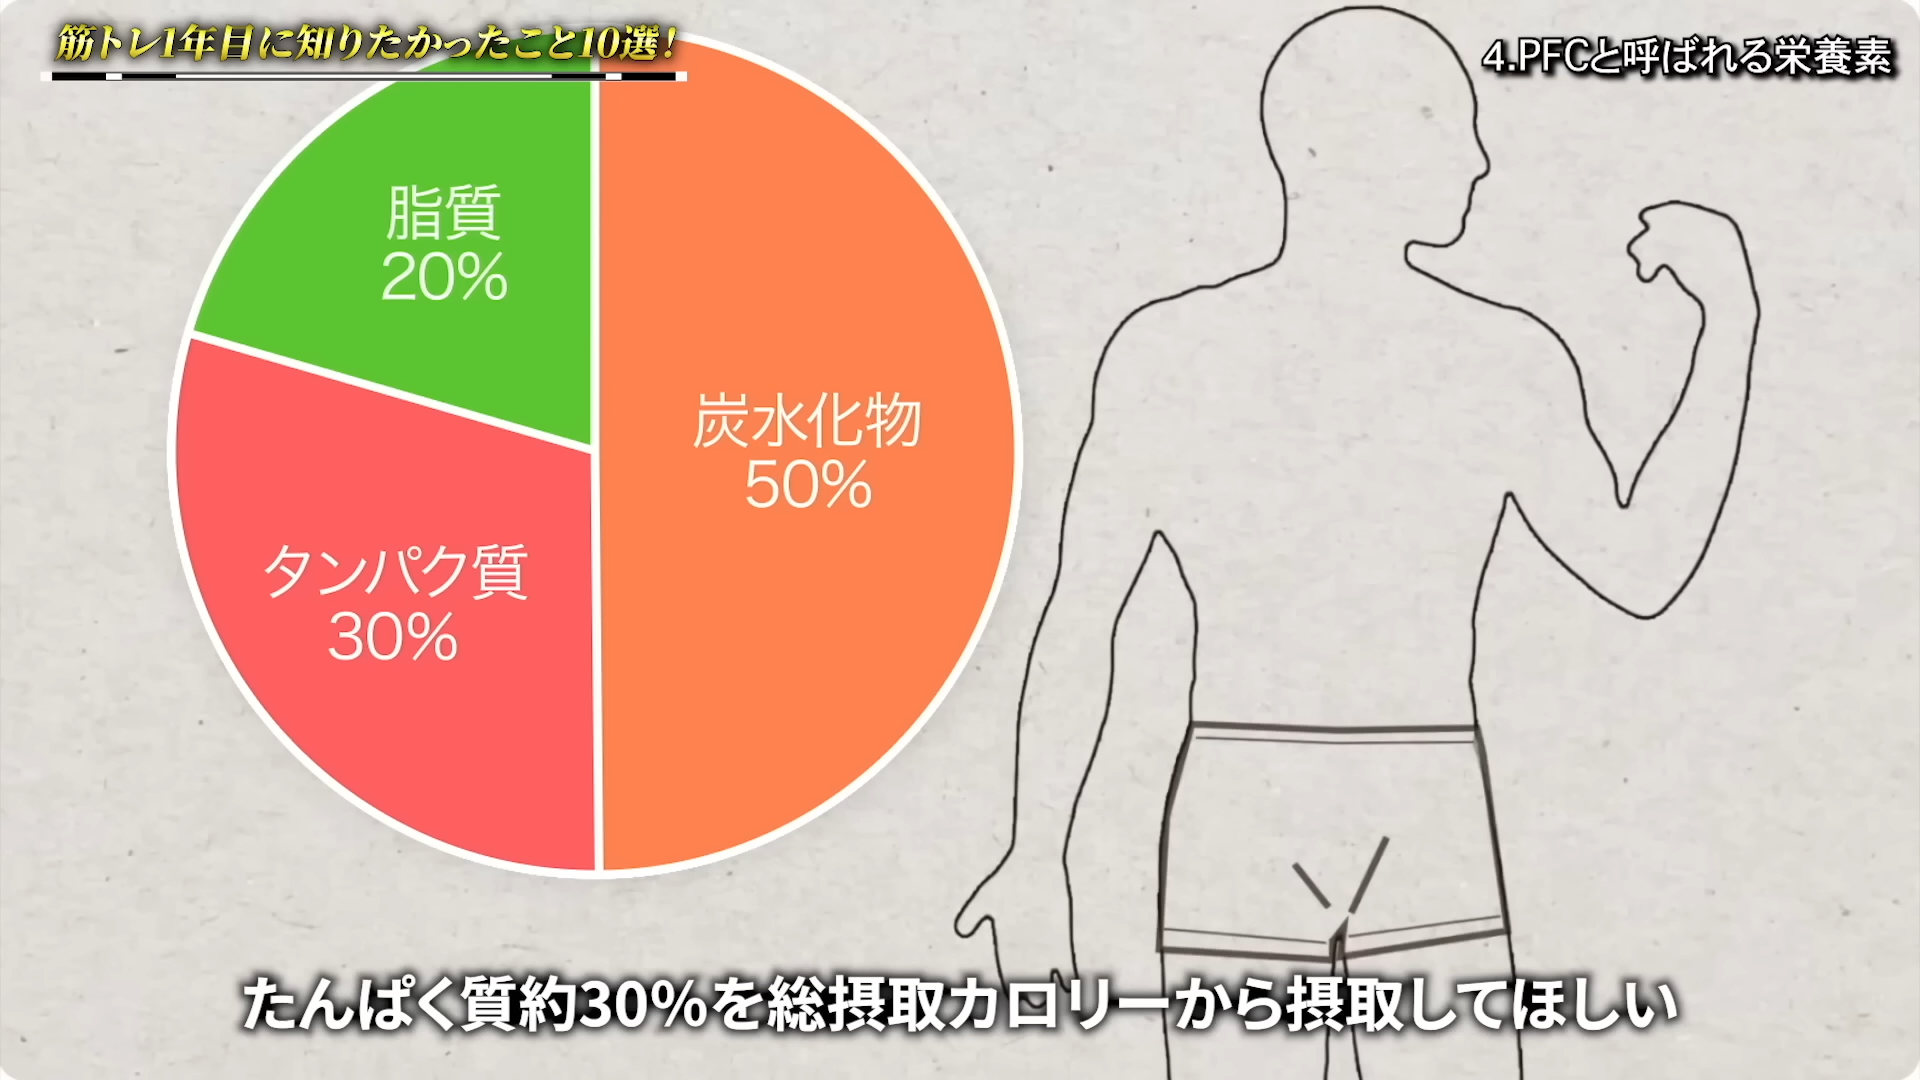 筋トレ1年目に知りたかったこと10選!
4.PFCと呼ばれる栄養素
脂質
20%
炭水化物
50%
タンパク質
30%
たんぱく質約30%を総摂取カロリーから摂取してほしい